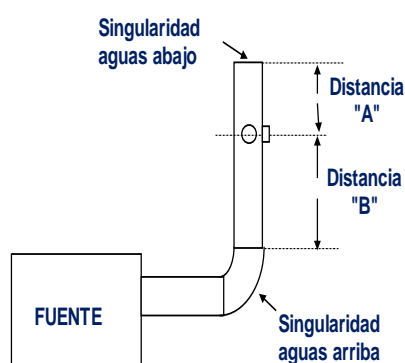 Singularidad
aguas abajo
Distancia
"A"
Distancia
"B"
FUENTE
Singularidad
aguas arriba